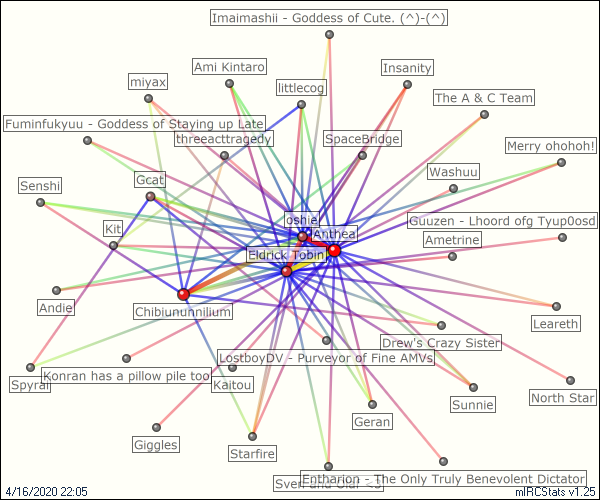 Imaimashii - Goddess of Cute. (^)-(^)
Ami Kintaro
Insanity
miyax
littlecog
The A & C Team
Fuminfukyuu - Goddess of Staying up Late
threeacttragedy
SpaceBridge
Merry ohohoh!
Washuu
Senshi
Gcat
oshie
Guuzen - Lhoord ofg Tyup0osd
Kit
Anthea
Ametrine
Eldrick Tobin
Andie
Chibiununnilium
Leareth
Drew's Crazy Sister
LostboyDV - Purveyor of Fine AMVs
Spyral
Konran has a pillow pile too
Kaitou
Sunnie
North Star
Geran
Giggles
Starfire
Sven and Olaf <3
Entharion - The Only Truly Benevolent Dictator
4/16/2020 22:05
mIRCStats v1.25